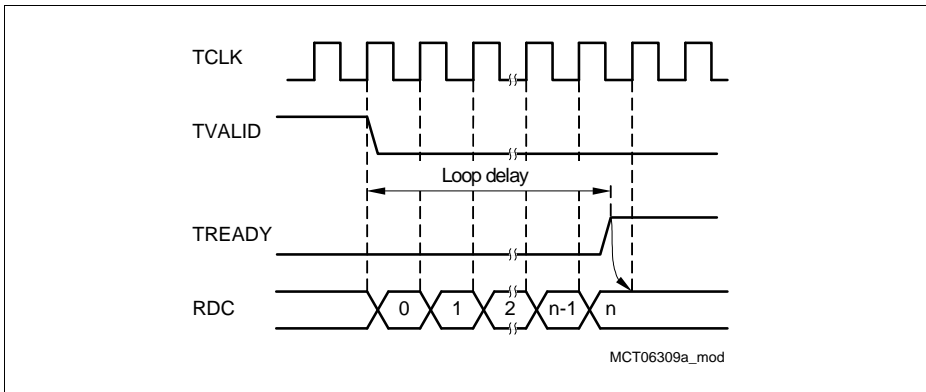 TCLK
TVALID
Loop delay
TREADY
RDC 0 1 2 n-1 n
MCT06309a_mod